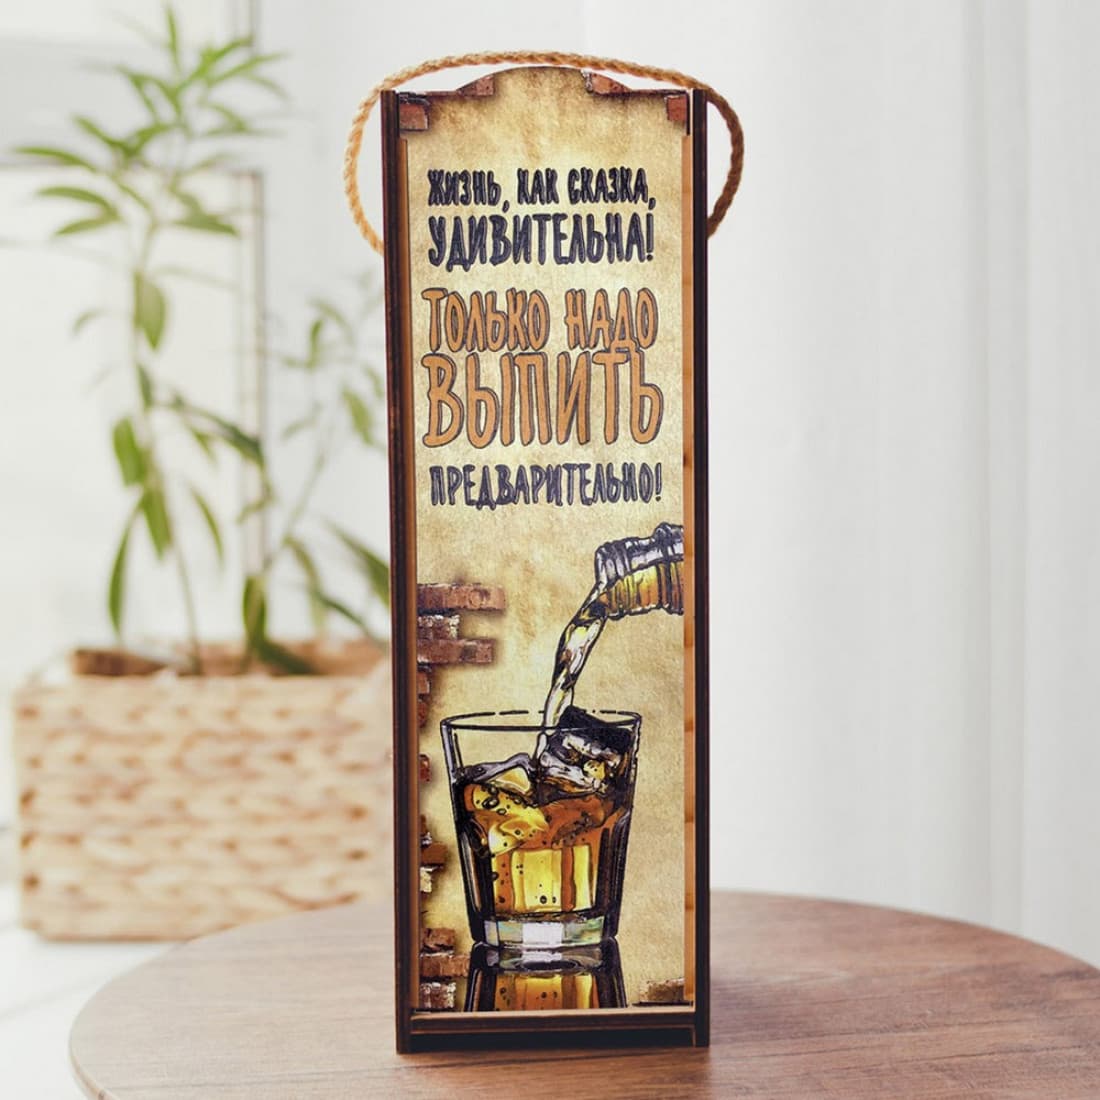 ЖИЗНЬ, КАК СКАЗКА,
УДИВИТЕЛЬНА!
ТОЛЬКО НАДО
ВЫПИТЬ
ПРЕДВАРИТЕЛЬНО!